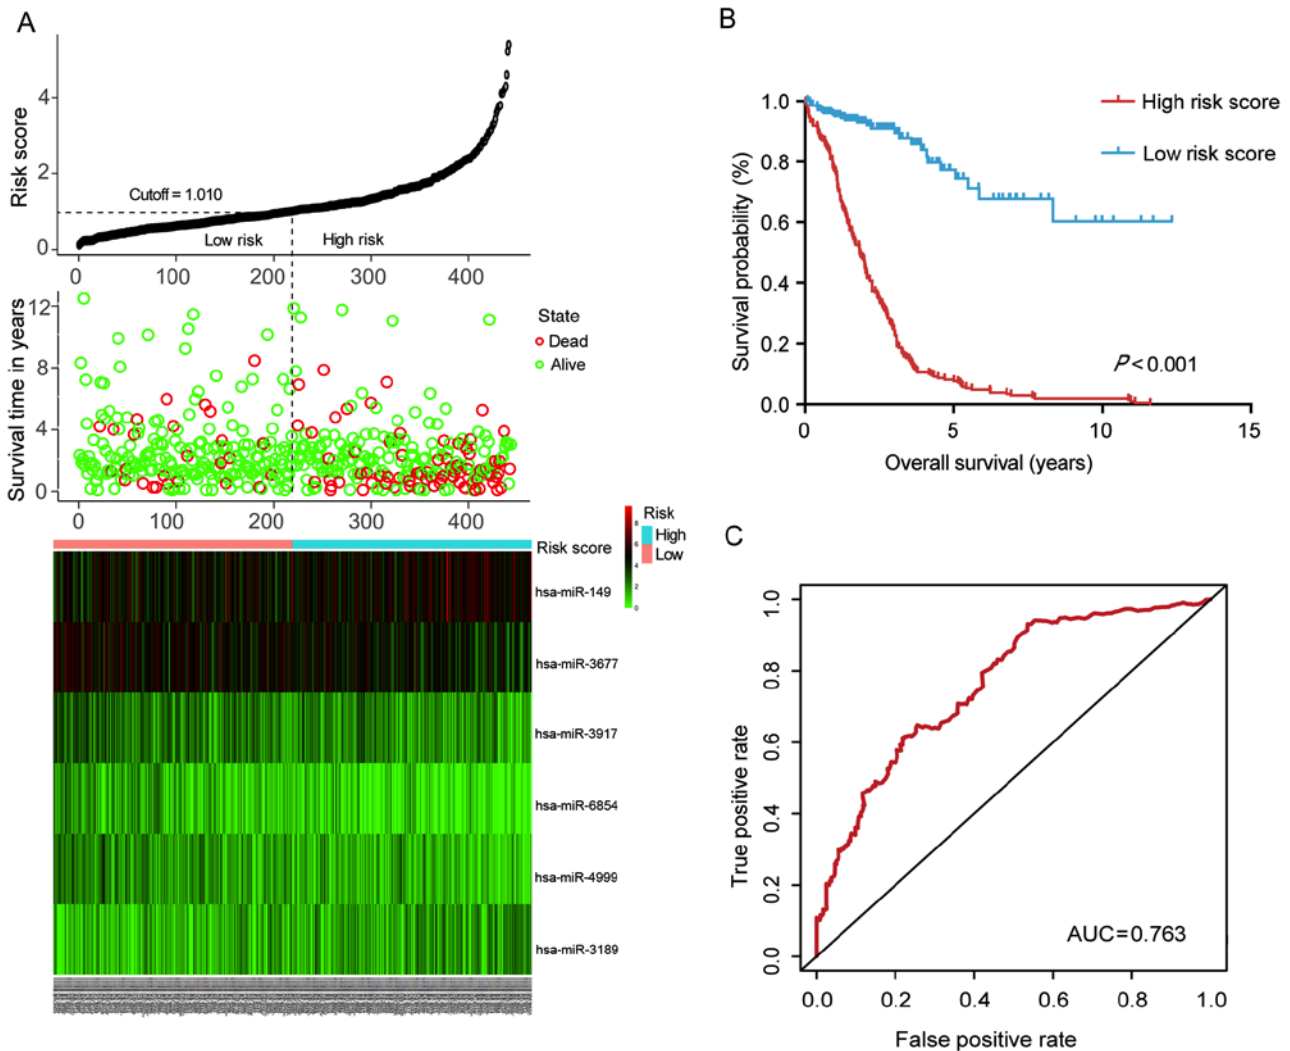 A
Risk score
4
2
0
Cutoff = 1.010
Low risk
High risk
0 100 200 300 400
Survival time in years
12
8
4
0
State
Dead
Alive
0 100 200 300 400
Risk score
8
6
4
2
0
Risk
High
Low
hsa-miR-149
hsa-miR-3677
hsa-miR-3917
hsa-miR-6854
hsa-miR-4999
hsa-miR-3189
B
Survival probability (%)
1.0
0.8
0.6
0.4
0.2
0.0
High risk score
Low risk score
P < 0.001
0 5 10 15
Overall survival (years)
C
True positive rate
1.0
0.8
0.6
0.4
0.2
0.0
AUC = 0.763
0.0 0.2 0.4 0.6 0.8 1.0
False positive rate